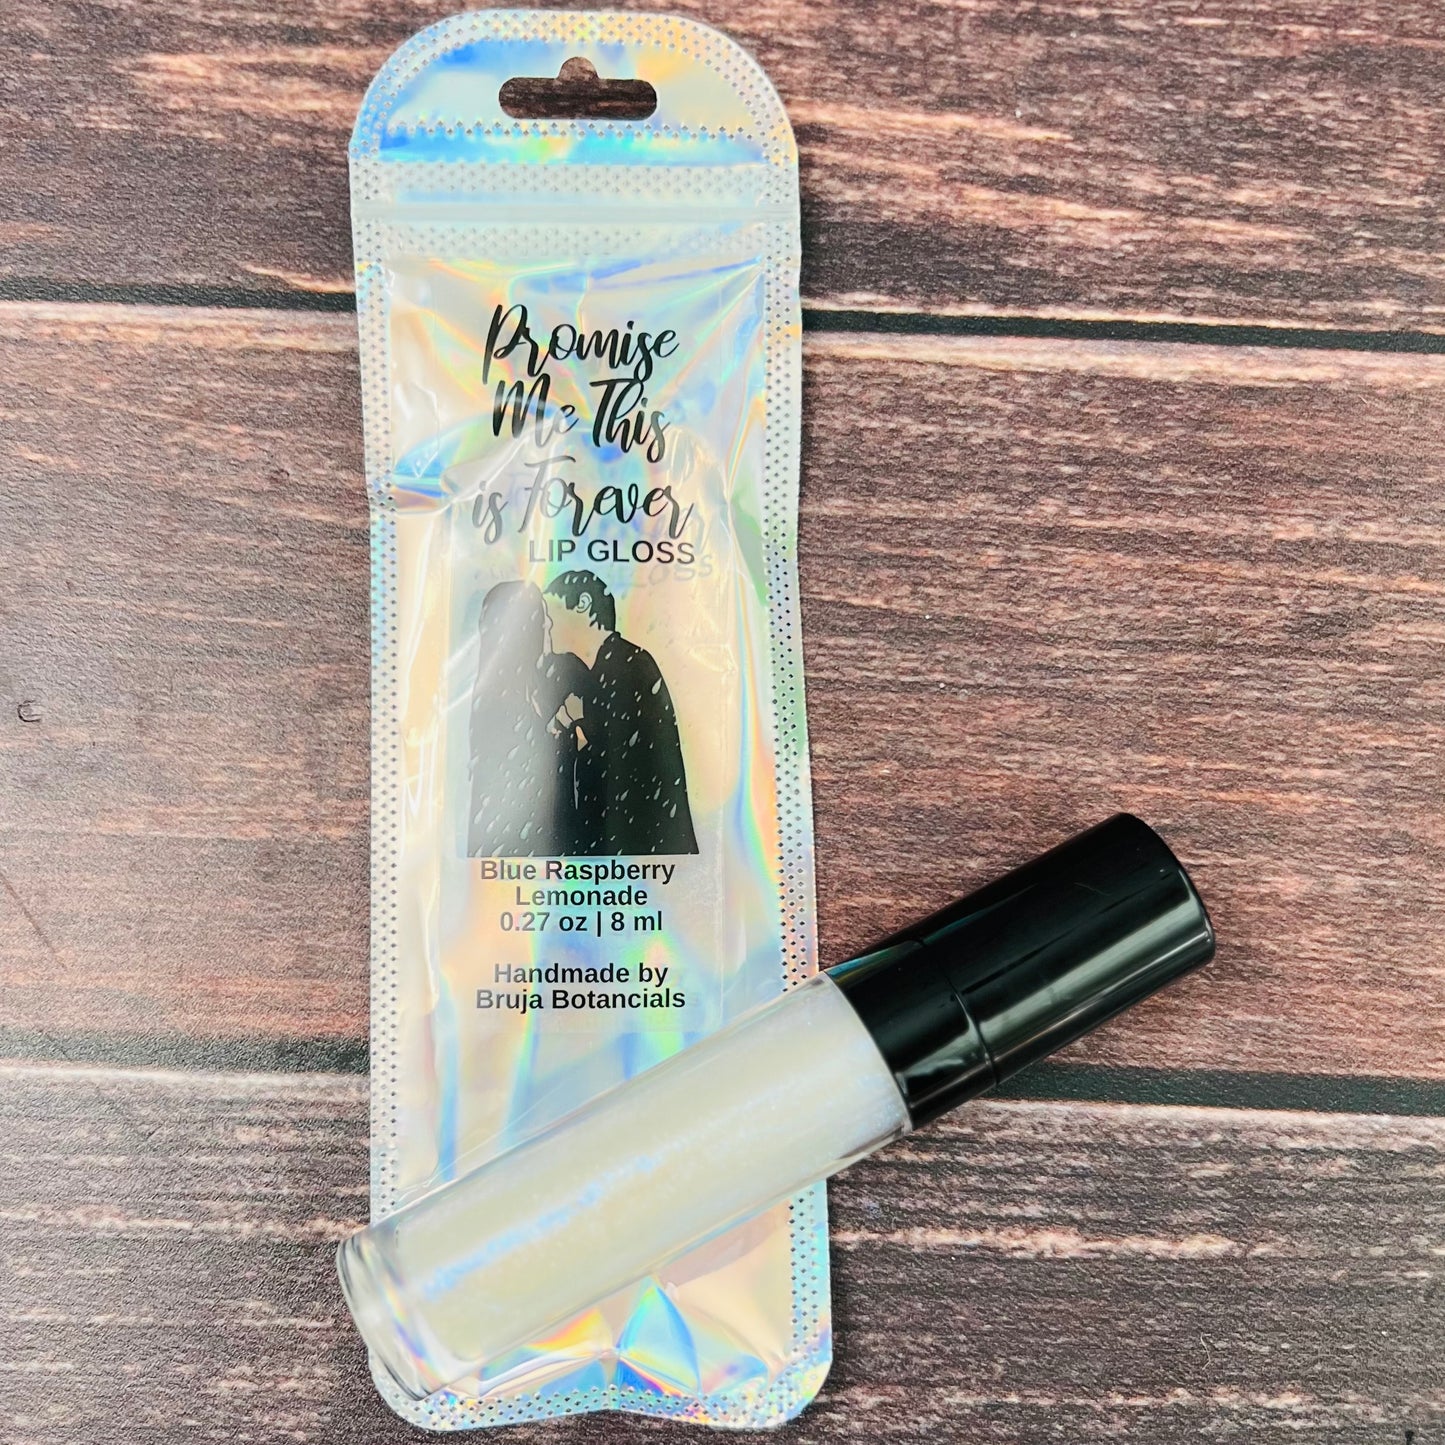 Promise
Me This
is Forever
LIP GLOSS
Blue Raspberry
Lemonade
0.27 oz | 8 ml
Handmade by
Bruja Botancials